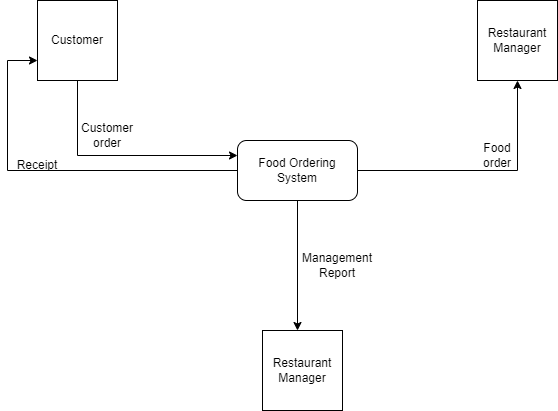 Customer
Restaurant
Manager
Customer
order
Receipt
Food Ordering
System
Food
order
Management
Report
Restaurant
Manager